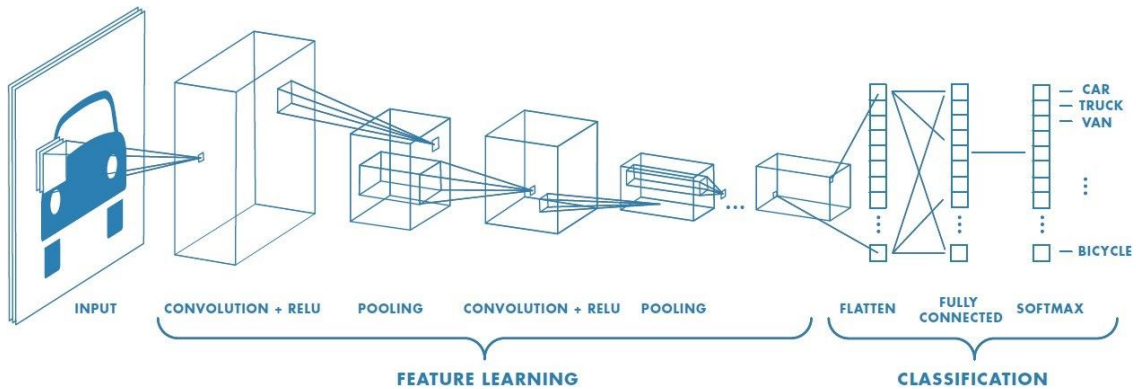 CAR
TRUCK
VAN
BICYCLE
INPUT
CONVOLUTION + RELU
POOLING
CONVOLUTION + RELU
POOLING
FLATTEN
FULLY
CONNECTED
SOFTMAX
FEATURE LEARNING
CLASSIFICATION